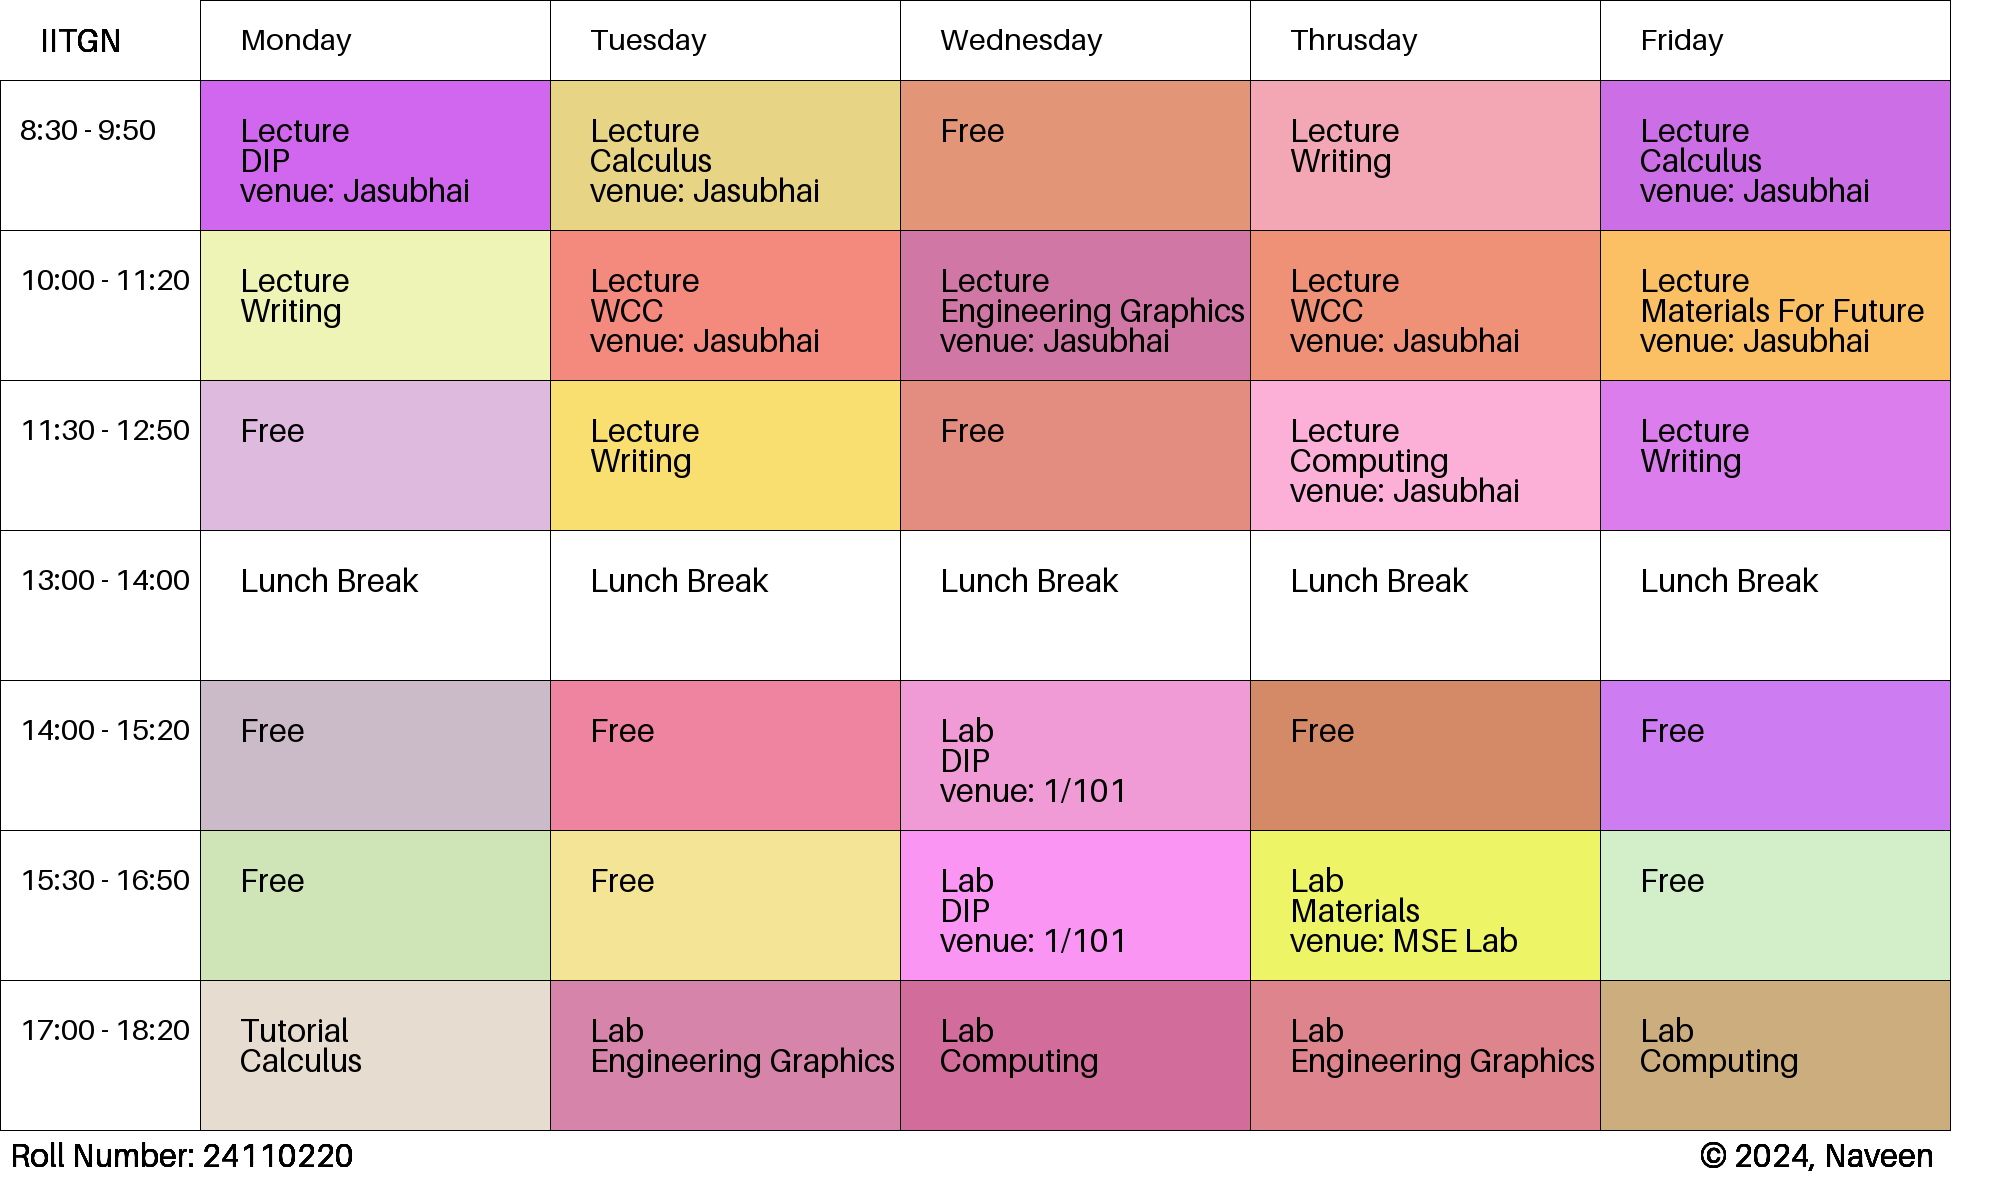 IITGN Monday Tuesday Wednesday Thrusday Friday
8:30 - 9:50
Lecture
DIP
venue: Jasubhai
Lecture
Calculus
venue: Jasubhai
Free
Lecture
Writing
Lecture
Calculus
venue: Jasubhai
10:00 - 11:20
Lecture
Writing
Lecture
WCC
venue: Jasubhai
Lecture
Engineering Graphics
venue: Jasubhai
Lecture
WCC
venue: Jasubhai
Lecture
Materials For Future
venue: Jasubhai
11:30 - 12:50
Free
Lecture
Writing
Free
Lecture
Computing
venue: Jasubhai
Lecture
Writing
13:00 - 14:00
Lunch Break
Lunch Break
Lunch Break
Lunch Break
Lunch Break
14:00 - 15:20
Free
Free
Lab
DIP
venue: 1/101
Free
Free
15:30 - 16:50
Free
Free
Lab
DIP
venue: 1/101
Lab
Materials
venue: MSE Lab
Free
17:00 - 18:20
Tutorial
Calculus
Lab
Engineering Graphics
Lab
Computing
Lab
Engineering Graphics
Lab
Computing
Roll Number: 24110220
© 2024, Naveen